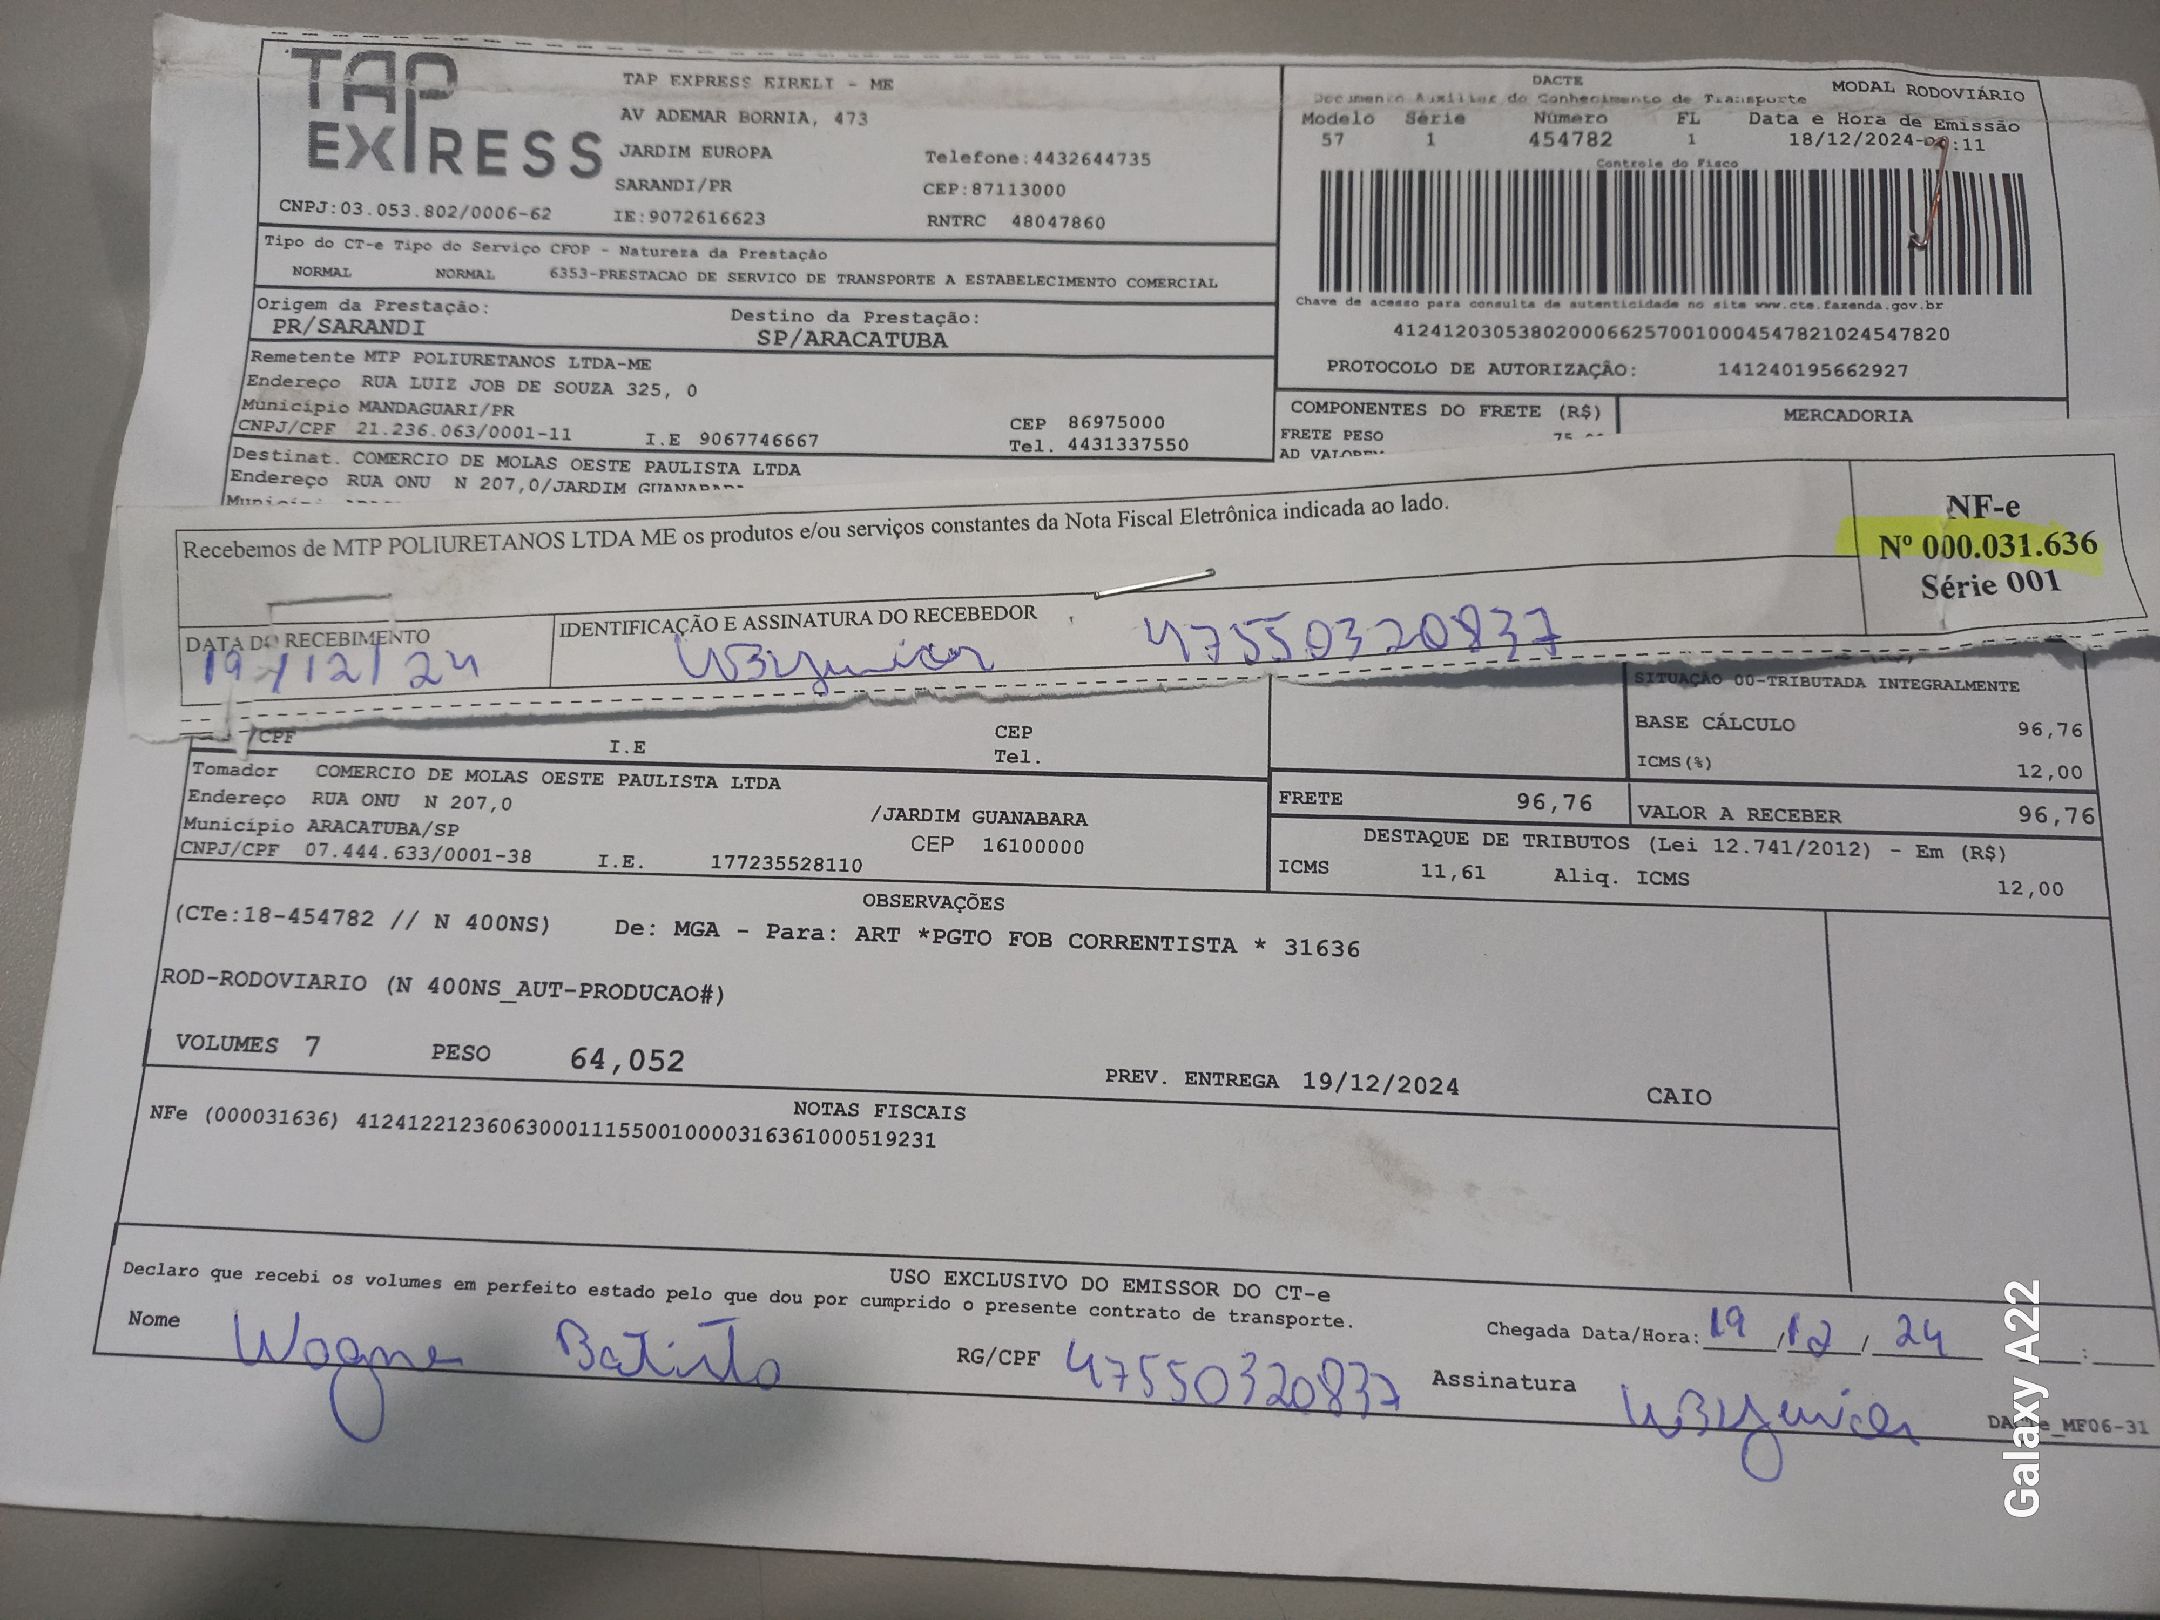 TAP EXPRESS
TAP EXPRESS EIRELI - ME
AV ADEMAR BORNIA, 473
JARDIM EUROPA Telefone:4432644735
SARANDI/PR CEP:87113000
CNPJ:03.053.802/0006-62 IE:9072616623 RNTRC 48047860
DACTE MODAL RODOVIÁRIO
Documento Auxiliar do Conhecimento de Transporte
Modelo Série Número FL Data e Hora de Emissão
57 1 454782 1 18/12/2024- :11
Controle do Fisco
Chave de acesso para consulta de autenticidade no site www.cte.fazenda.gov.br
41241203053802000662570010004547821024547820
PROTOCOLO DE AUTORIZAÇÃO: 141240195662927
Tipo do CT-e Tipo do Serviço CFOP - Natureza da Prestação
NORMAL NORMAL 6353-PRESTACAO DE SERVICO DE TRANSPORTE A ESTABELECIMENTO COMERCIAL
Origem da Prestação: Destino da Prestação:
PR/SARANDI SP/ARACATUBA
Remetente MTP POLIURETANOS LTDA-ME
Endereço RUA LUIZ JOB DE SOUZA 325, 0
Município MANDAGUARI/PR CEP 86975000
CNPJ/CPF 21.236.063/0001-11 I.E 9067746667 Tel. 4431337550
COMPONENTES DO FRETE (R$) MERCADORIA
FRETE PESO 75
AD VALOREM
Destinat. COMERCIO DE MOLAS OESTE PAULISTA LTDA
Endereço RUA ONU N 207,0/JARDIM GUANABARA
Recebemos de MTP POLIURETANOS LTDA ME os produtos e/ou serviços constantes da Nota Fiscal Eletrônica indicada ao lado.
NF-e
Nº 000.031.636
Série 001
DATA DO RECEBIMENTO IDENTIFICAÇÃO E ASSINATURA DO RECEBEDOR
19/12/24 WBJunior 47550320837
/CPF I.E CEP
Tel.
SITUAÇÃO 00-TRIBUTADA INTEGRALMENTE
BASE CÁLCULO 96,76
ICMS(%) 12,00
Tomador COMERCIO DE MOLAS OESTE PAULISTA LTDA
Endereço RUA ONU N 207,0 /JARDIM GUANABARA
Município ARACATUBA/SP CEP 16100000
CNPJ/CPF 07.444.633/0001-38 I.E. 177235528110
FRETE 96,76 VALOR A RECEBER 96,76
DESTAQUE DE TRIBUTOS (Lei 12.741/2012) - Em (R$)
ICMS 11,61 Aliq. ICMS 12,00
OBSERVAÇÕES
(CTe:18-454782 // N 400NS) De: MGA - Para: ART *PGTO FOB CORRENTISTA * 31636
ROD-RODOVIARIO (N 400NS_AUT-PRODUCAO#)
VOLUMES 7 PESO 64,052 PREV. ENTREGA 19/12/2024 CAIO
NOTAS FISCAIS
NFe (000031636) 41241221236063000111550010000316361000519231
USO EXCLUSIVO DO EMISSOR DO CT-e
Declaro que recebi os volumes em perfeito estado pelo que dou por cumprido o presente contrato de transporte.
Nome Wagner Batista RG/CPF 47550320837 Chegada Data/Hora: 19/12/24 :
Assinatura WBJunior
DACTe_MF06-31
Galaxy A22